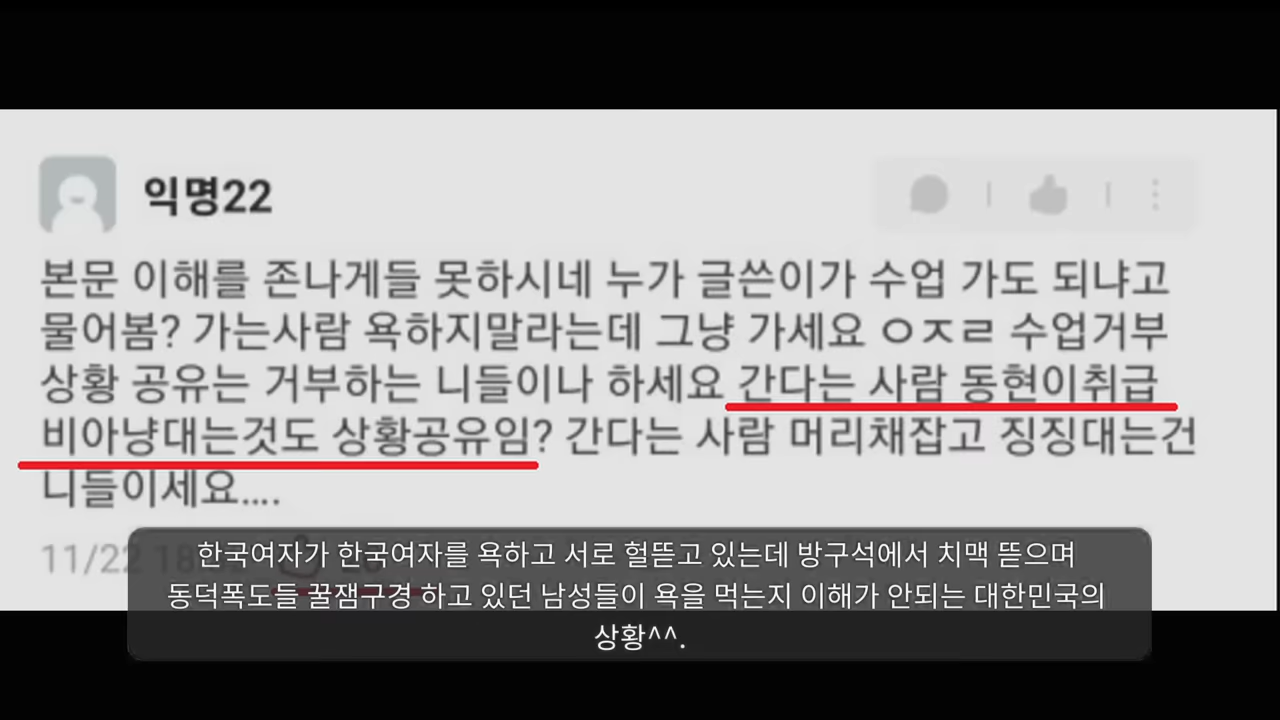 익명22
본문 이해를 존나게들 못하시네 누가 글쓴이가 수업 가도 되냐고
물어봄? 가는사람 욕하지말라는데 그냥 가세요 ㅇㅈㄹ 수업거부
상황 공유는 거부하는 니들이나 하세요 간다는 사람 동현이취급
비아냥대는것도 상황공유임? 간다는 사람 머리채잡고 징징대는건
니들이세요....
11/22
한국여자가 한국여자를 욕하고 서로 헐뜯고 있는데 방구석에서 치맥 뜯으며
동덕폭도들 꿀잼구경 하고 있던 남성들이 욕을 먹는지 이해가 안되는 대한민국의
상황^^.